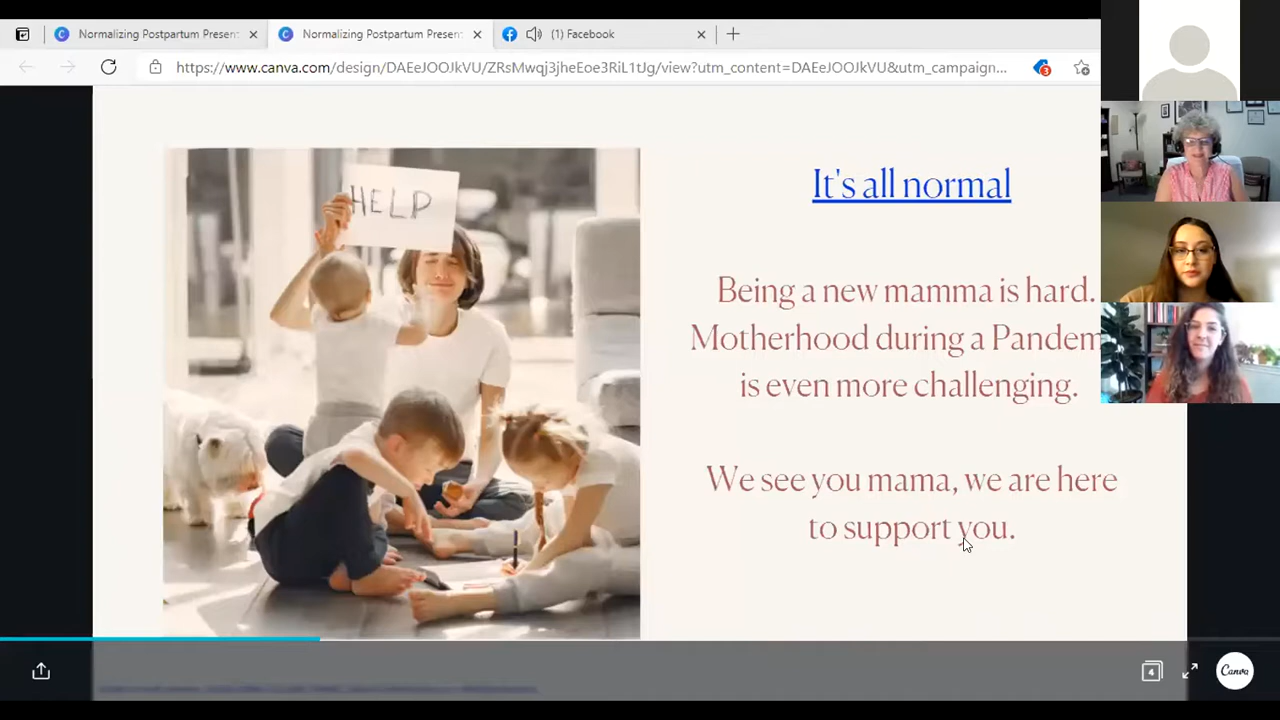 Normalizing Postpartum Presen
Normalizing Postpartum Presen
(1) Facebook
https://www.canva.com/design/DAEeJOOJkVU/ZRsMwqj3jheEoe3RiL1tJg/view?utm_content=DAEeJOOJkVU&utm_campaign...
3
HELP
It's all normal
Being a new mamma is hard.
Motherhood during a Pandem
is even more challenging.
We see you mama, we are here
to support you.
4
Canva